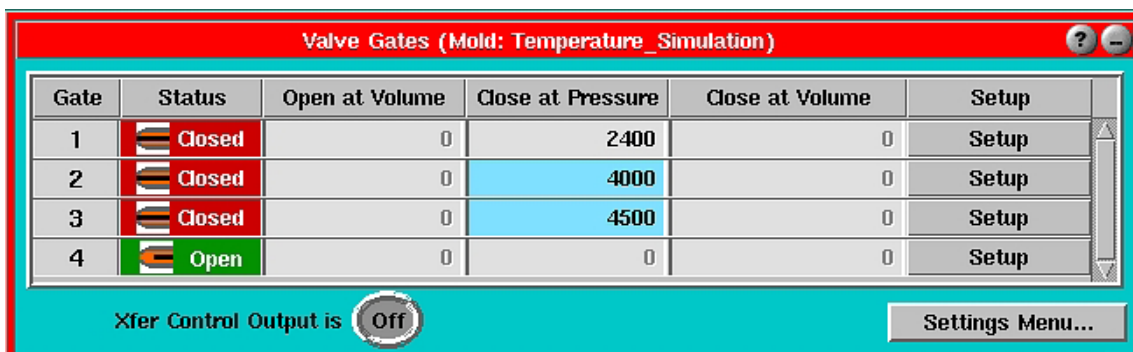 Valve Gates (Mold: Temperature_Simulation) ? –
Gate Status Open at Volume Close at Pressure Close at Volume Setup
1 Closed 0 2400 0 Setup
2 Closed 0 4000 0 Setup
3 Closed 0 4500 0 Setup
4 Open 0 0 0 Setup
Xfer Control Output is Off Settings Menu...